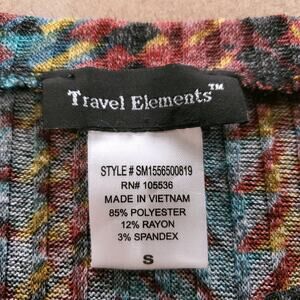 Travel Elements™
STYLE # SM1556500819
RN# 105536
MADE IN VIETNAM
85% POLYESTER
12% RAYON
3% SPANDEX
S